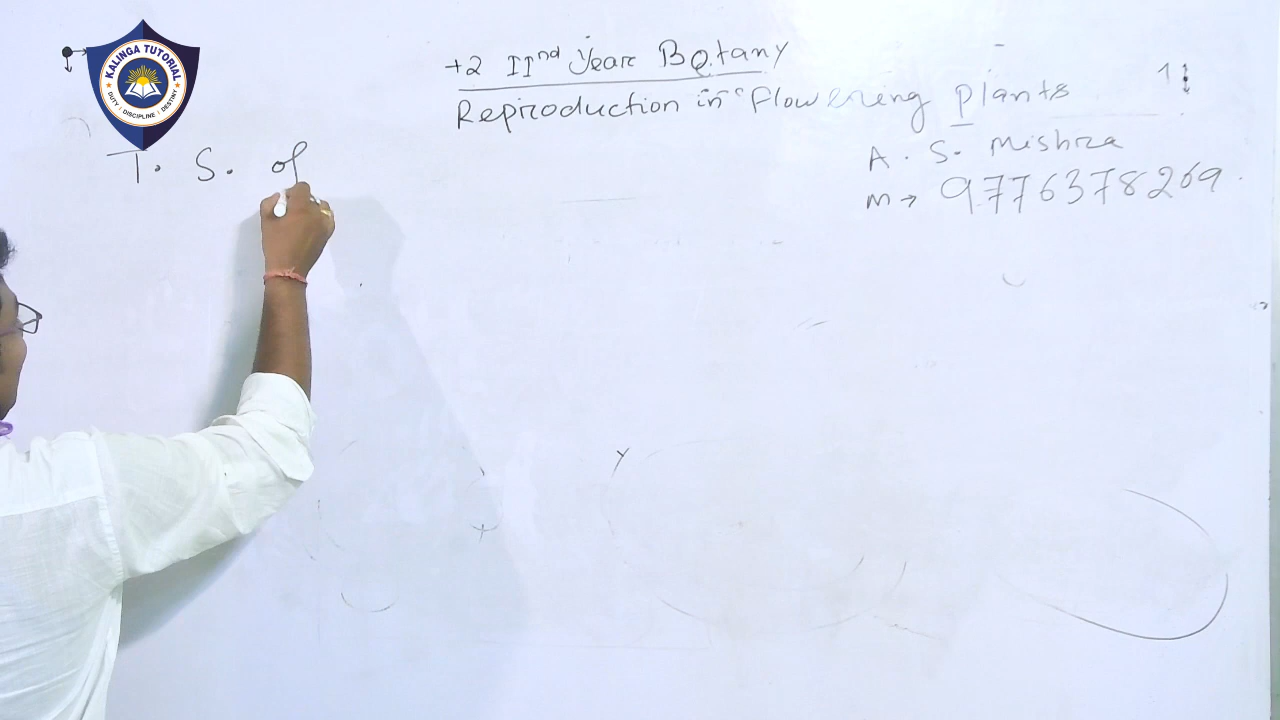 KALINGA TUTORIAL
DUTY | DISCIPLINE | DESTINY
+2 IInd Year Botany
Reproduction in Flowering plants
A. S. Mishra
M → 9776378269
T. S. of